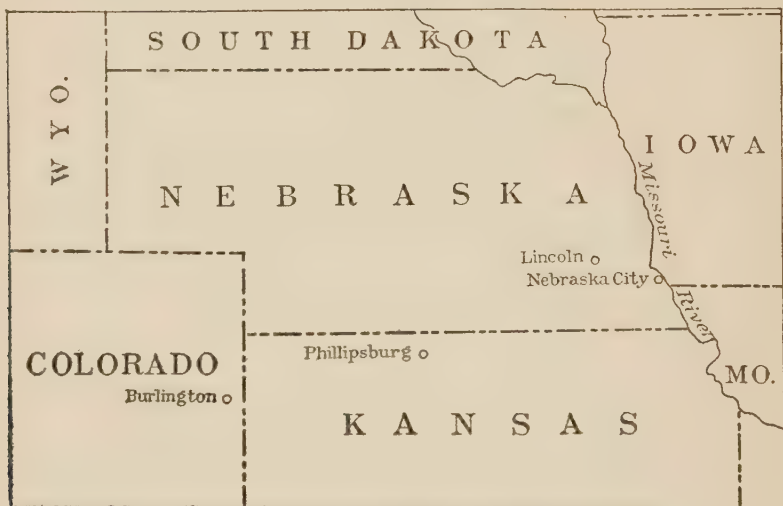 SOUTH DAKOTA
WYO.
IOWA
NEBRASKA
Missouri
Lincoln
Nebraska City
River
Phillipsburg
COLORADO
MO.
Burlington
KANSAS